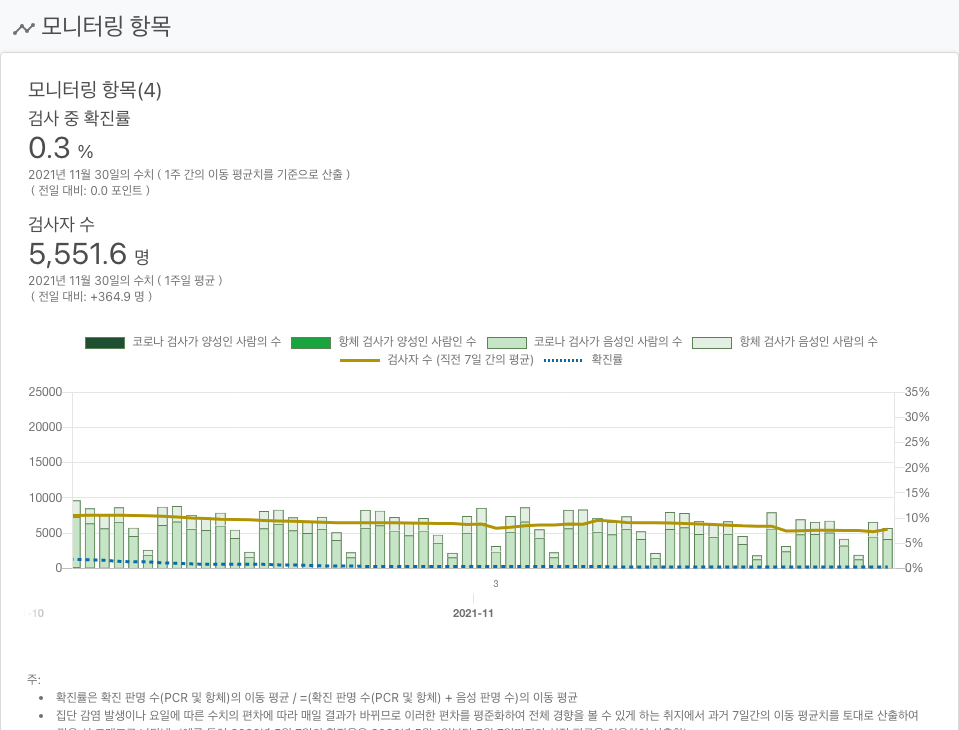 모니터링 항목
모니터링 항목(4)
검사 중 확진률
0.3 %
2021년 11월 30일의 수치 ( 1주 간의 이동 평균치를 기준으로 산출 )
( 전일 대비: 0.0 포인트 )
검사자 수
5,551.6 명
2021년 11월 30일의 수치 ( 1주일 평균 )
( 전일 대비: +364.9 명 )
코로나 검사가 양성인 사람의 수 항체 검사가 양성인 사람인 수 코로나 검사가 음성인 사람의 수 항체 검사가 음성인 사람의 수
검사자 수 (직전 7일 간의 평균) 확진률
25000 35%
30%
20000
25%
15000
20%
10000 15%
10%
5000
5%
0 0%
3
-10 2021-11
주:
확진률은 확진 판명 수(PCR 및 항체)의 이동 평균 / =(확진 판명 수(PCR 및 항체) + 음성 판명 수)의 이동 평균
집단 감염 발생이나 요일에 따른 수치의 편차에 따라 매일 결과가 바뀌므로 이러한 편차를 평준화하여 전체 경향을 볼 수 있게 하는 취지에서 과거 7일간의 이동 평균치를 토대로 산출하여